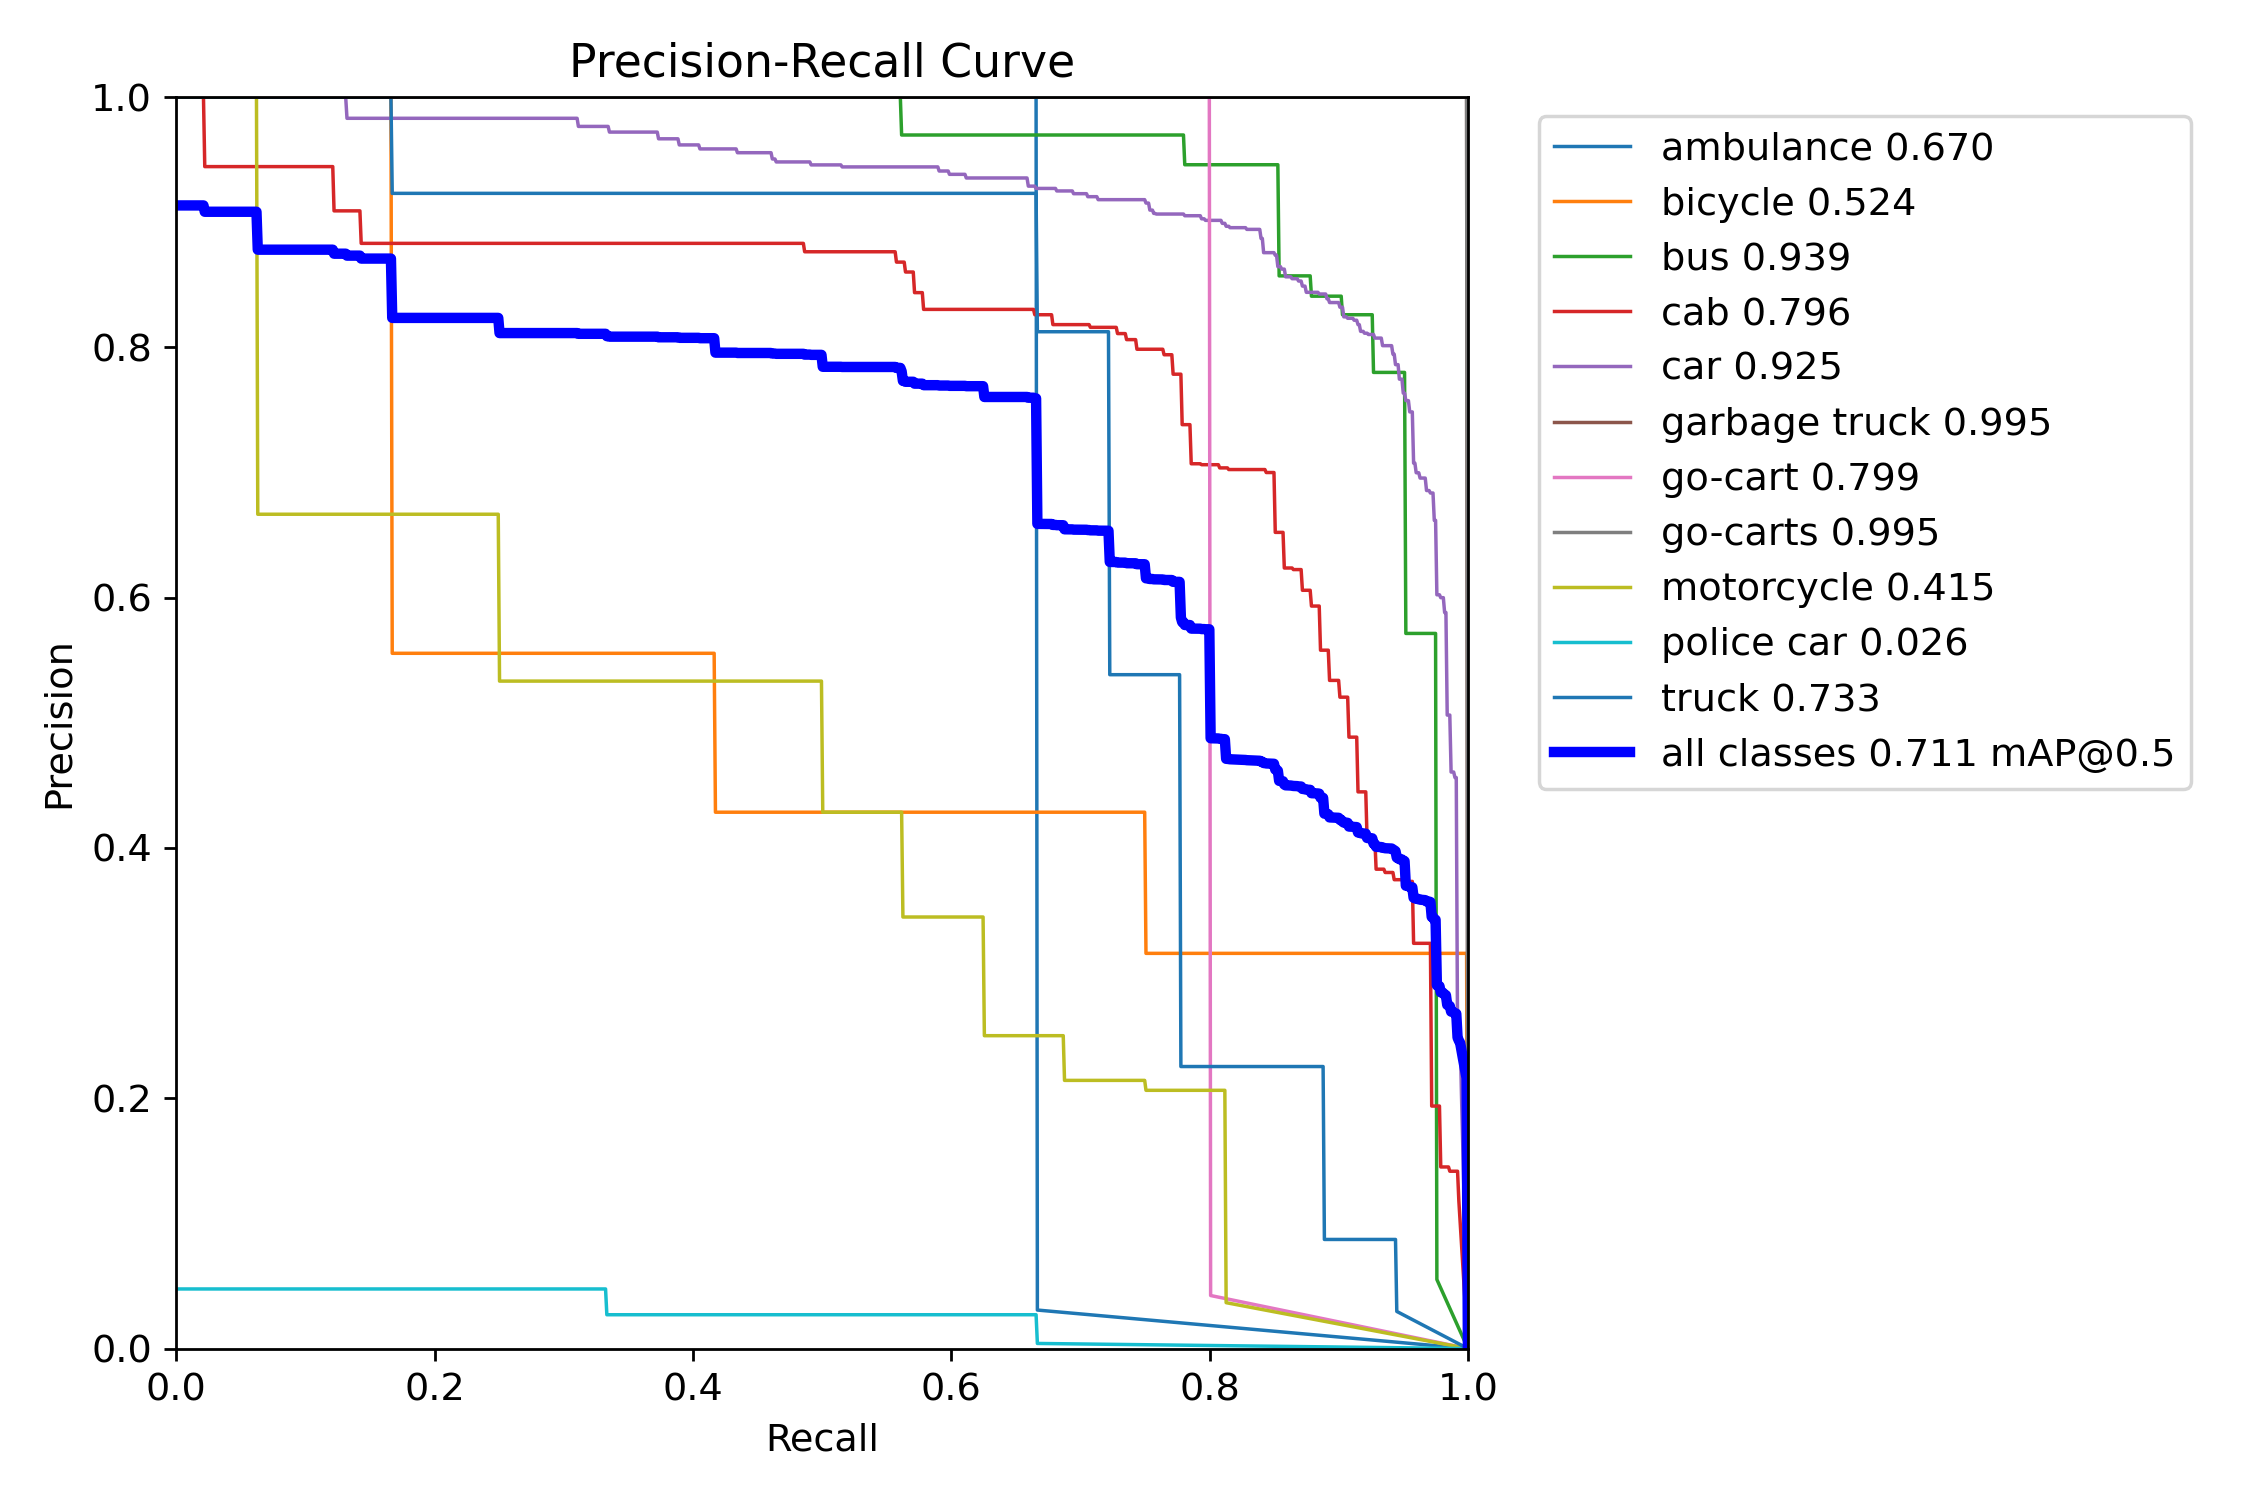 Precision-Recall Curve
1.0
0.8
0.6
0.4
0.2
0.0
Precision
0.0 0.2 0.4 0.6 0.8 1.0
Recall
ambulance 0.670
bicycle 0.524
bus 0.939
cab 0.796
car 0.925
garbage truck 0.995
go-cart 0.799
go-carts 0.995
motorcycle 0.415
police car 0.026
truck 0.733
all classes 0.711 mAP@0.5